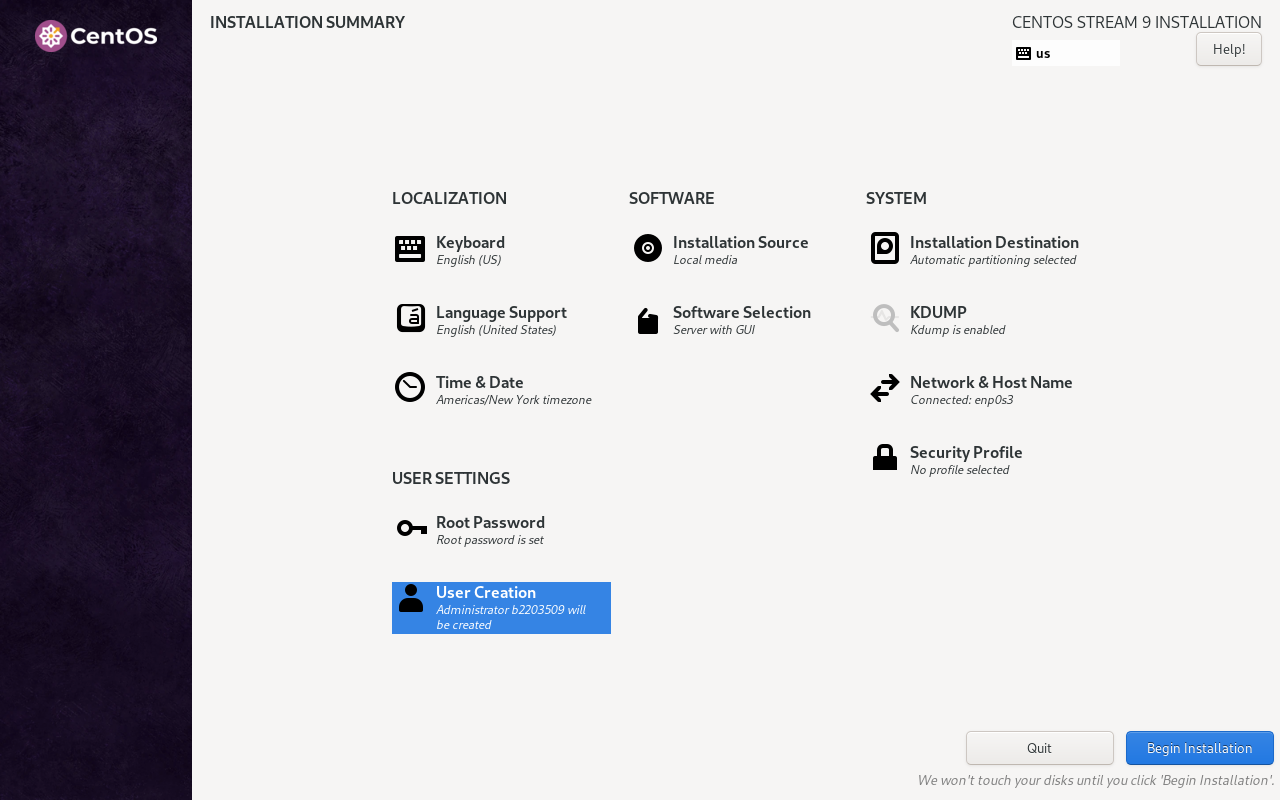 CentOS
INSTALLATION SUMMARY
CENTOS STREAM 9 INSTALLATION
us
Help!
LOCALIZATION
Keyboard
English (US)
Language Support
English (United States)
Time & Date
Americas/New York timezone
USER SETTINGS
Root Password
Root password is set
User Creation
Administrator b2203509 will
be created
SOFTWARE
Installation Source
Local media
Software Selection
Server with GUI
SYSTEM
Installation Destination
Automatic partitioning selected
KDUMP
Kdump is enabled
Network & Host Name
Connected: enp0s3
Security Profile
No profile selected
Quit
Begin Installation
We won't touch your disks until you click 'Begin Installation'.